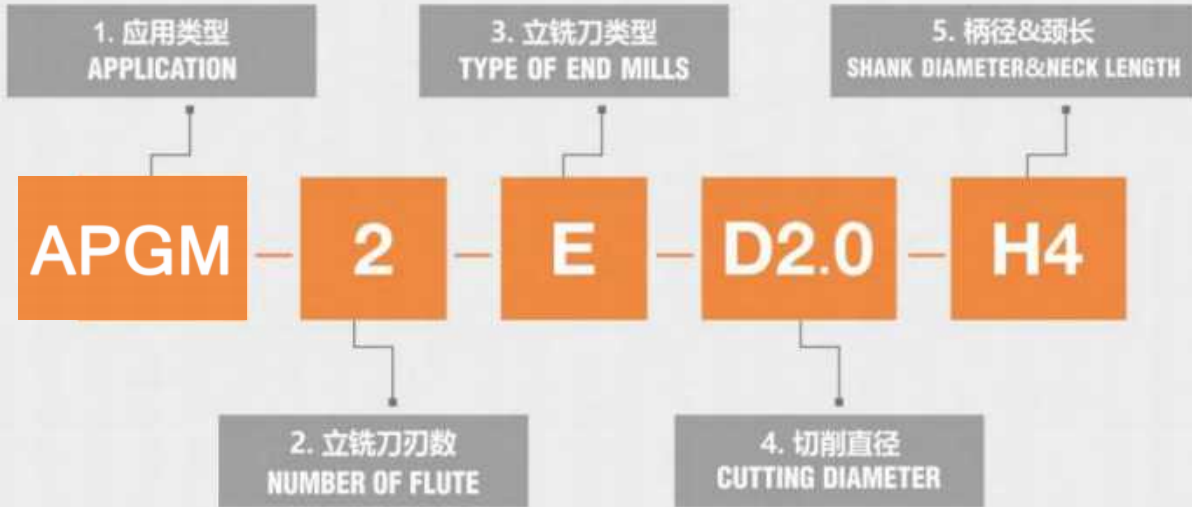 1. 应用类型
APPLICATION
3. 立铣刀类型
TYPE OF END MILLS
5. 柄径&颈长
SHANK DIAMETER&NECK LENGTH
APGM – 2 – E – D2.0 – H4
2. 立铣刀刃数
NUMBER OF FLUTE
4. 切削直径
CUTTING DIAMETER